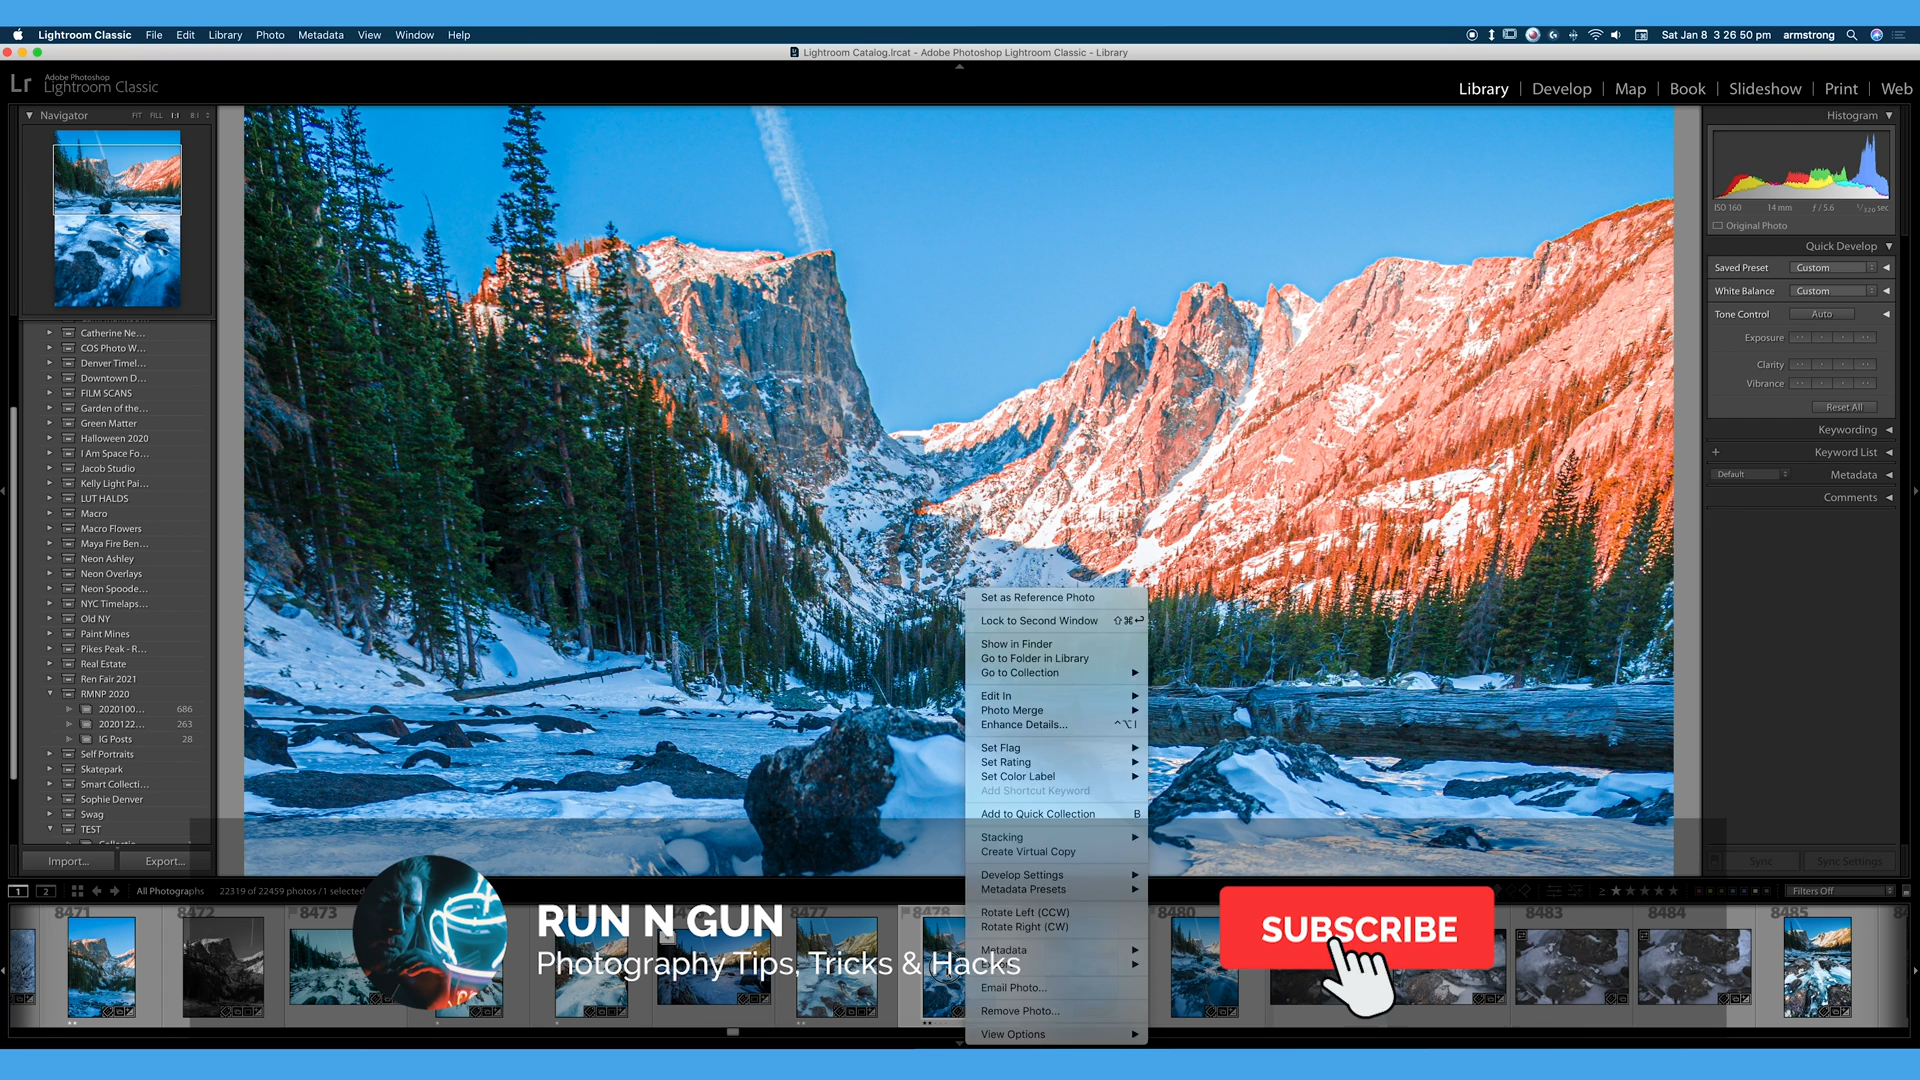 Lightroom Classic File Edit Library Photo Metadata View Window Help
Sat Jan 8 3 26 50 pm armstrong
Lightroom Catalog.lrcat - Adobe Photoshop Lightroom Classic - Library
Lr Adobe Photoshop
Lightroom Classic
Library | Develop | Map | Book | Slideshow | Print | Web
Navigator FIT FILL 1:1 8:1
Catherine Ne...
COS Photo W...
Denver Timel...
Downtown D...
FILM SCANS
Garden of the...
Green Matter
Halloween 2020
I Am Space Fo...
Jacob Studio
Kelly Light Pai...
LUT HALDS
Macro
Macro Flowers
Maya Fire Ben...
Neon Ashley
Neon Overlays
Neon Spoode...
NYC Timelaps...
Old NY
Paint Mines
Pikes Peak - R...
Real Estate
Ren Fair 2021
RMNP 2020
2020100... 686
2020122... 263
IG Posts 28
Self Portraits
Skatepark
Smart Collecti...
Sophie Denver
Swag
TEST
Import... Export...
Set as Reference Photo
Lock to Second Window ⇧⌘↩
Show in Finder
Go to Folder in Library
Go to Collection
Edit In
Photo Merge
Enhance Details... ^⌥I
Set Flag
Set Rating
Set Color Label
Add Shortcut Keyword
Add to Quick Collection B
Stacking
Create Virtual Copy
Develop Settings
Metadata Presets
Rotate Left (CCW)
Rotate Right (CW)
Metadata
Email Photo...
Remove Photo...
View Options
Histogram
ISO 160 14 mm ƒ / 5.6 1/320 sec
Original Photo
Quick Develop
Saved Preset Custom
White Balance Custom
Tone Control Auto
Exposure
Clarity
Vibrance
Reset All
Keywording
+ Keyword List
Default Metadata
Comments
Sync Sync Settings
1 2 All Photographs 22319 of 22459 photos / 1 selected
Filters Off
8471 8472 8473 8477 8478 8480 8483 8484 8485
RUN N GUN
Photography Tips, Tricks & Hacks
SUBSCRIBE